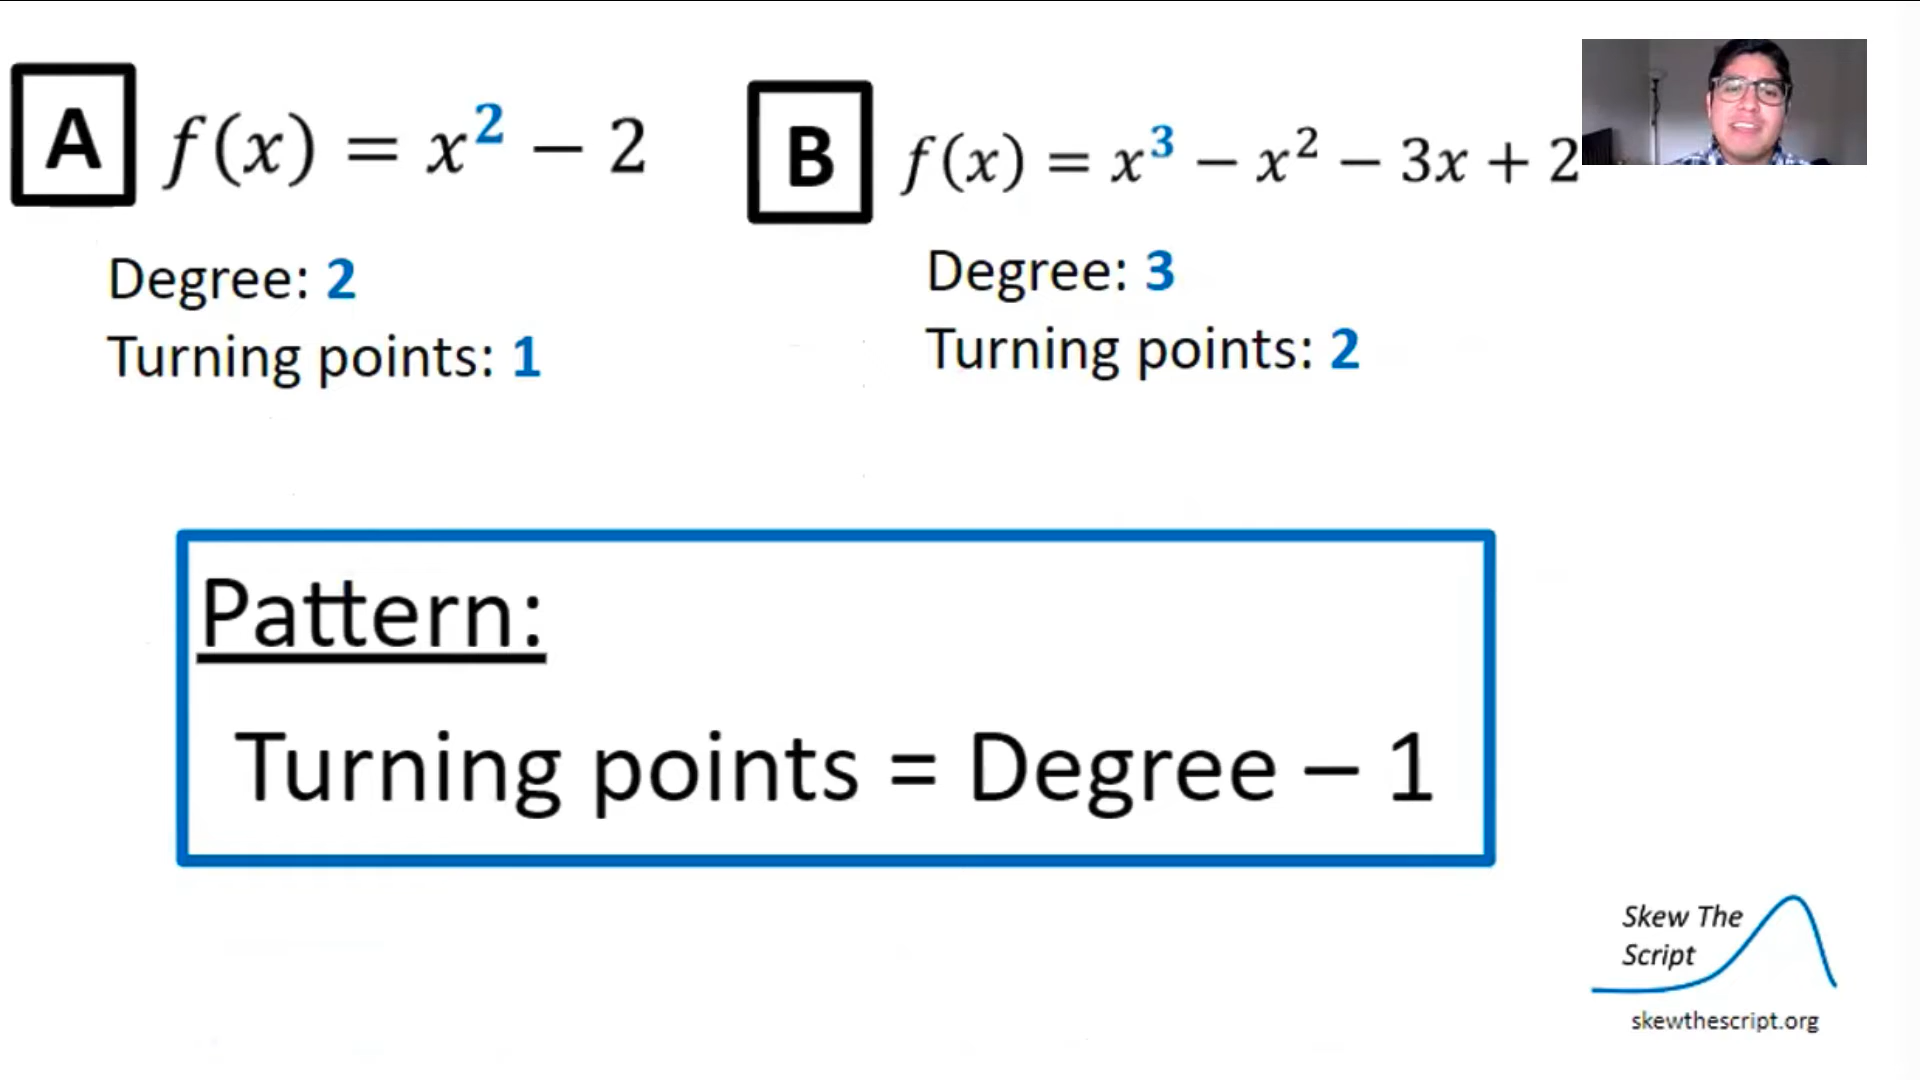 A f(x) = x² − 2
B f(x) = x³ − x² − 3x + 2
Degree: 2
Turning points: 1
Degree: 3
Turning points: 2
Pattern:
Turning points = Degree − 1
Skew The
Script
skewthescript.org